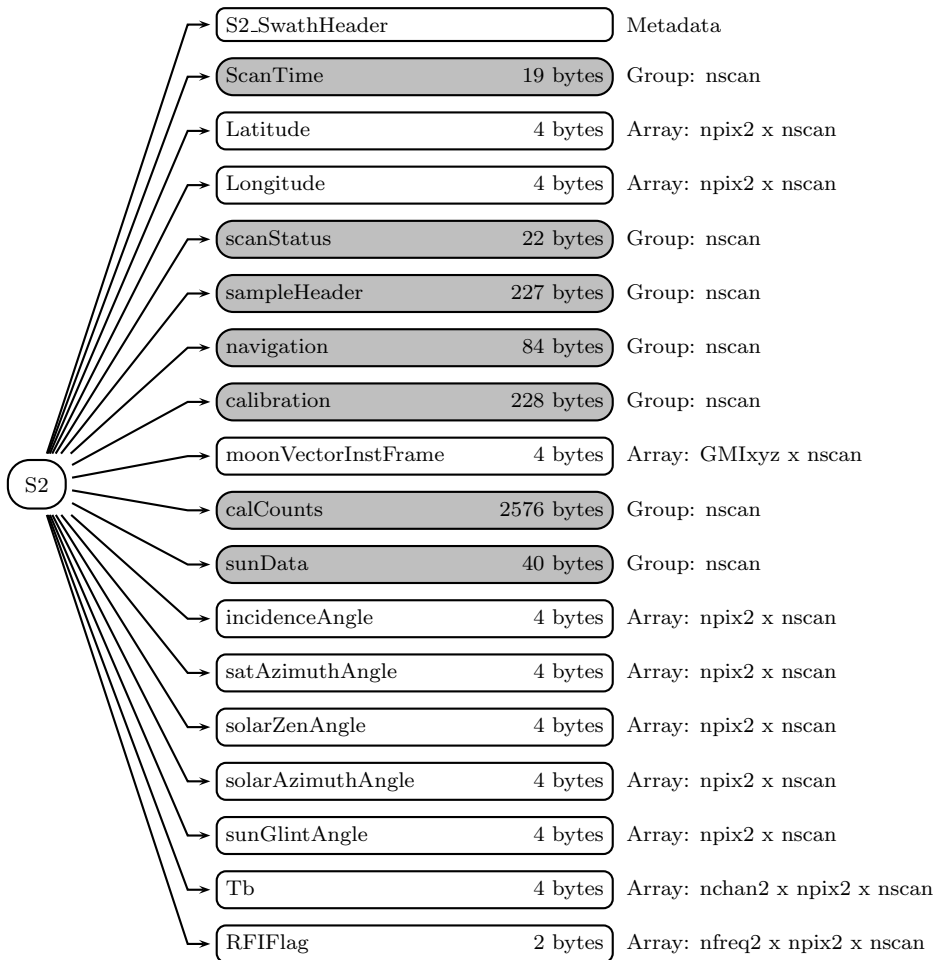 S2_SwathHeader Metadata
ScanTime 19 bytes Group: nscan
Latitude 4 bytes Array: npix2 x nscan
Longitude 4 bytes Array: npix2 x nscan
scanStatus 22 bytes Group: nscan
sampleHeader 227 bytes Group: nscan
navigation 84 bytes Group: nscan
calibration 228 bytes Group: nscan
moonVectorInstFrame 4 bytes Array: GMIxyz x nscan
S2
calCounts 2576 bytes Group: nscan
sunData 40 bytes Group: nscan
incidenceAngle 4 bytes Array: npix2 x nscan
satAzimuthAngle 4 bytes Array: npix2 x nscan
solarZenAngle 4 bytes Array: npix2 x nscan
solarAzimuthAngle 4 bytes Array: npix2 x nscan
sunGlintAngle 4 bytes Array: npix2 x nscan
Tb 4 bytes Array: nchan2 x npix2 x nscan
RFIFlag 2 bytes Array: nfreq2 x npix2 x nscan